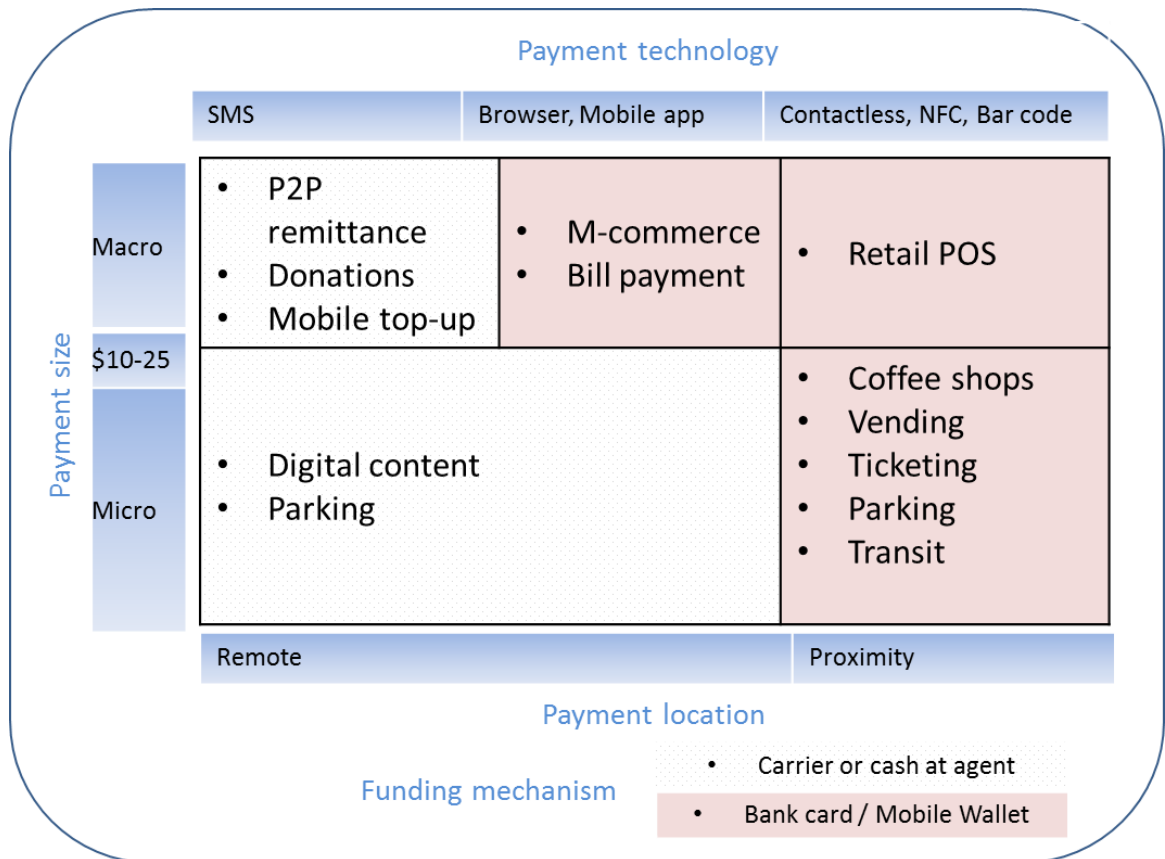 Payment technology
SMS
Browser, Mobile app
Contactless, NFC, Bar code
Payment size
Macro
$10-25
Micro
• P2P
remittance
• Donations
• Mobile top-up
• M-commerce
• Bill payment
• Retail POS
• Digital content
• Parking
• Coffee shops
• Vending
• Ticketing
• Parking
• Transit
Remote
Proximity
Payment location
Funding mechanism
• Carrier or cash at agent
• Bank card / Mobile Wallet